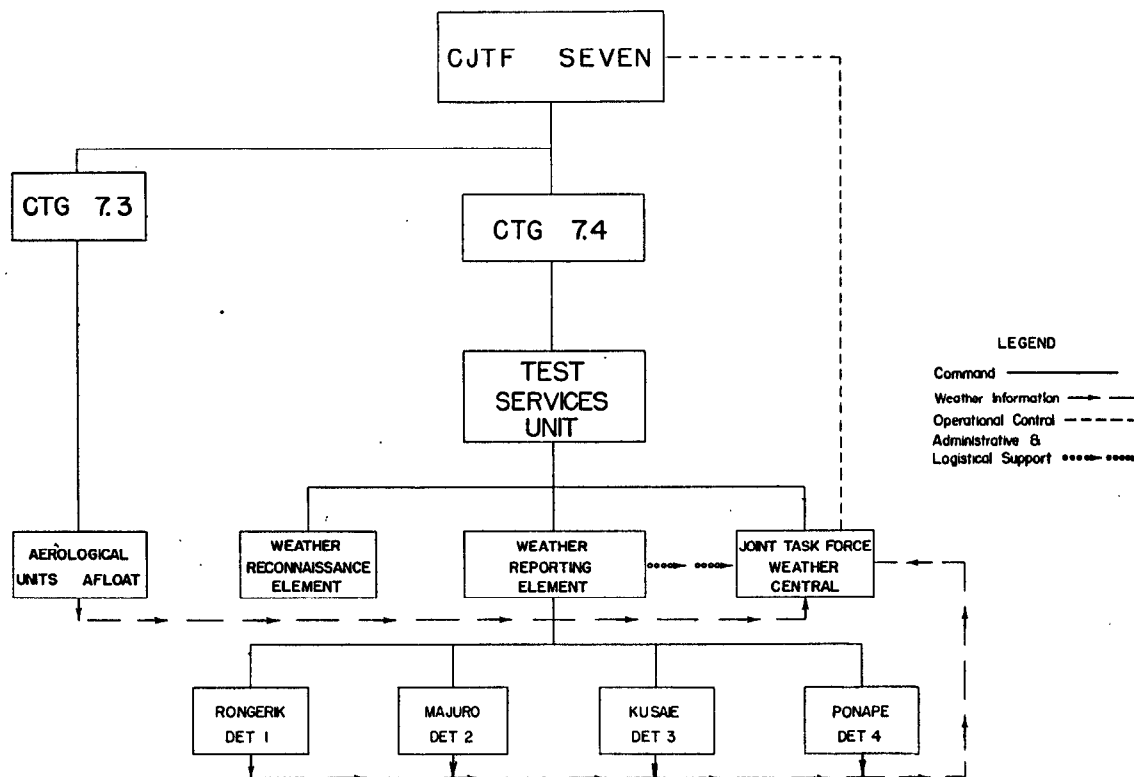 CJTF SEVEN
CTG 7.3
CTG 7.4
TEST
SERVICES
UNIT
LEGEND
Command
Weather Information
Operational Control
Administrative &
Logistical Support
AEROLOGICAL
UNITS AFLOAT
WEATHER
RECONNAISSANCE
ELEMENT
WEATHER
REPORTING
ELEMENT
JOINT TASK FORCE
WEATHER
CENTRAL
RONGERIK
DET 1
MAJURO
DET 2
KUSAIE
DET 3
PONAPE
DET 4